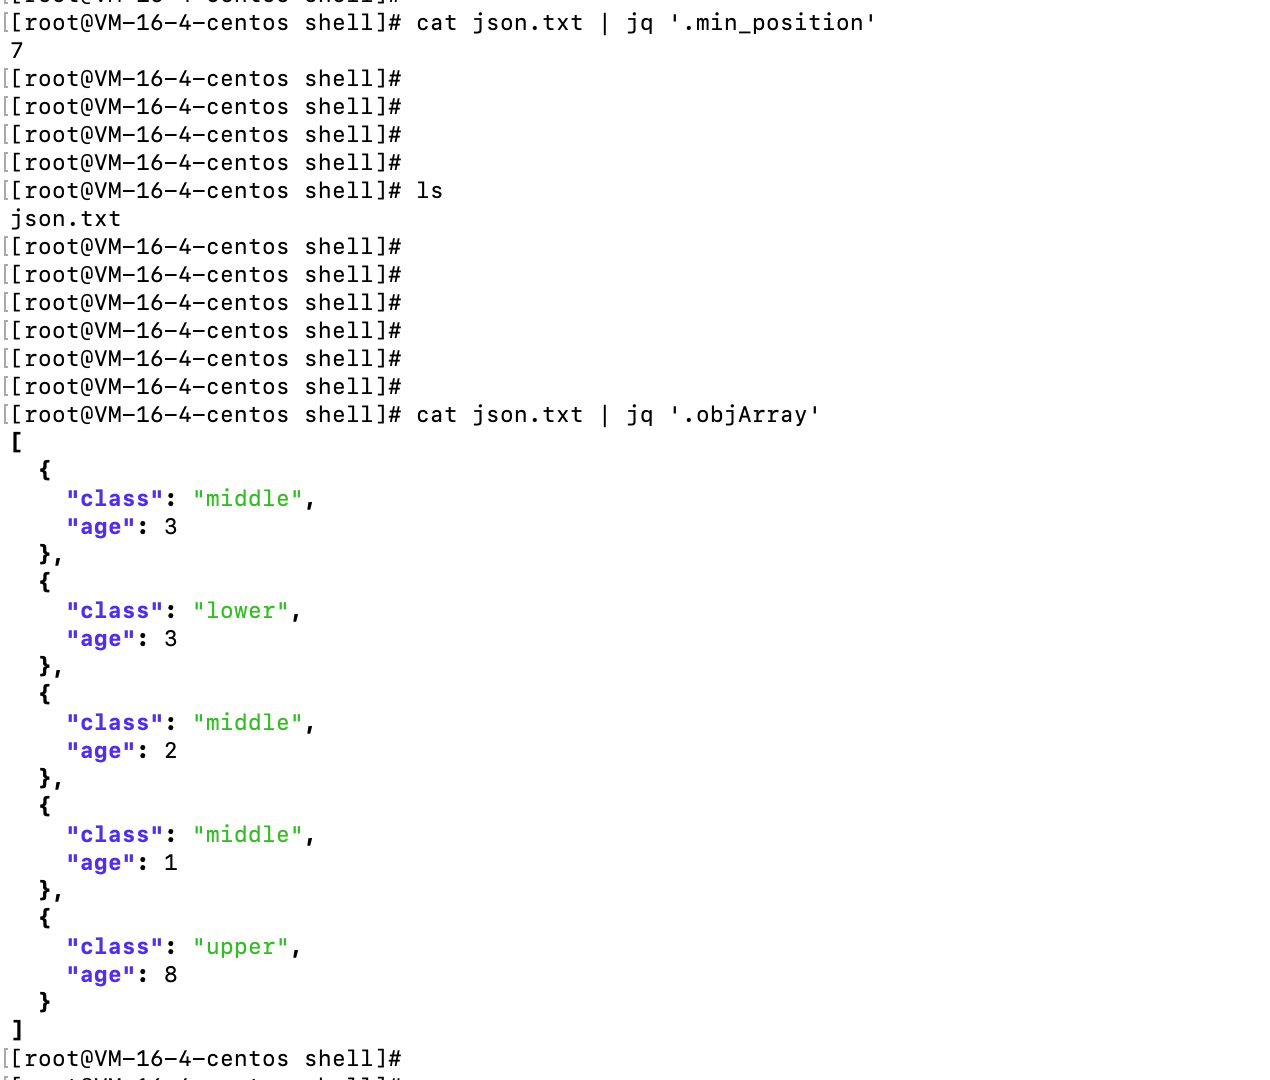 [[root@VM-16-4-centos shell]# cat json.txt | jq '.min_position'
7
[[root@VM-16-4-centos shell]#
[[root@VM-16-4-centos shell]#
[[root@VM-16-4-centos shell]#
[[root@VM-16-4-centos shell]#
[[root@VM-16-4-centos shell]# ls
json.txt
[[root@VM-16-4-centos shell]#
[[root@VM-16-4-centos shell]#
[[root@VM-16-4-centos shell]#
[[root@VM-16-4-centos shell]#
[[root@VM-16-4-centos shell]#
[[root@VM-16-4-centos shell]#
[[root@VM-16-4-centos shell]# cat json.txt | jq '.objArray'
[
  {
    "class": "middle",
    "age": 3
  },
  {
    "class": "lower",
    "age": 3
  },
  {
    "class": "middle",
    "age": 2
  },
  {
    "class": "middle",
    "age": 1
  },
  {
    "class": "upper",
    "age": 8
  }
]
[[root@VM-16-4-centos shell]#